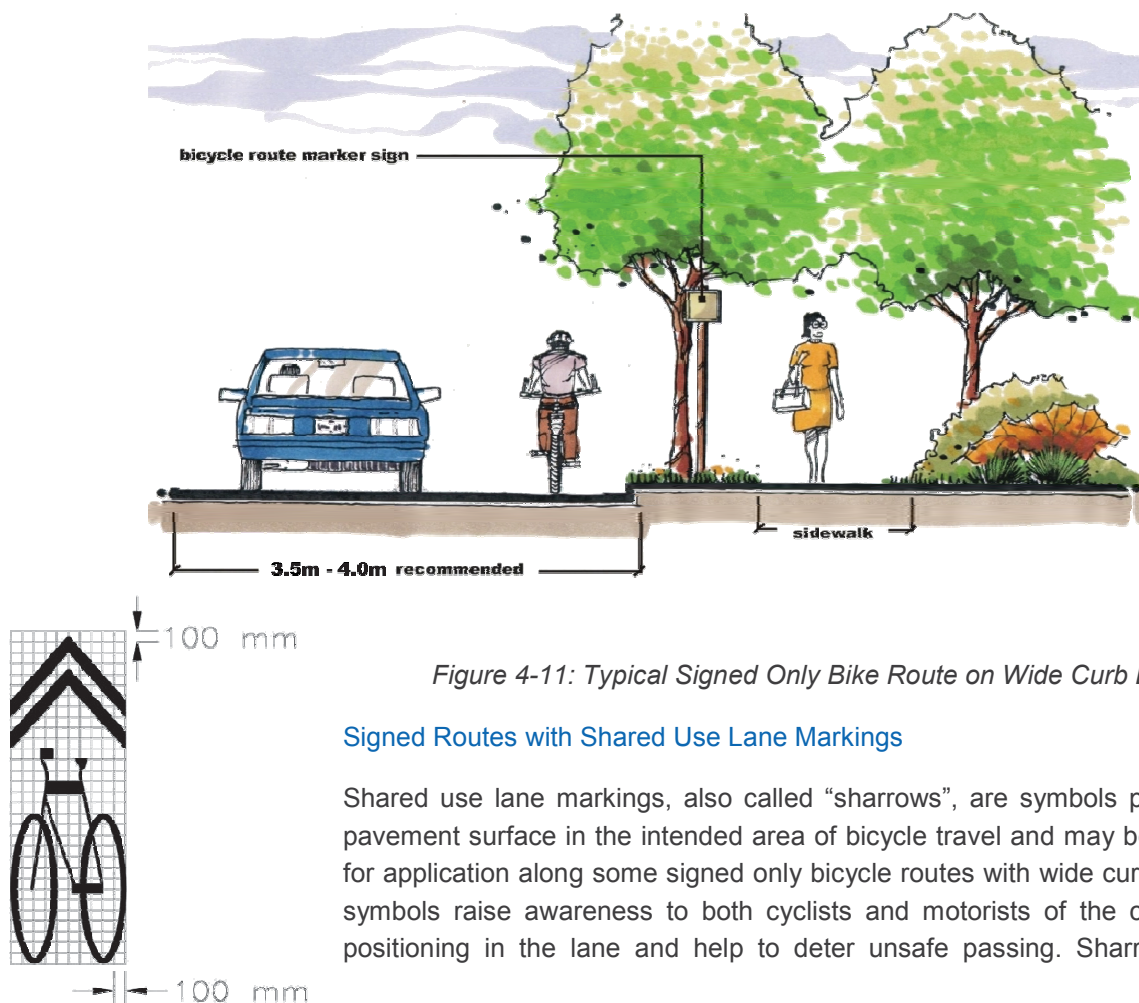 bicycle route marker sign
sidewalk
3.5m - 4.0m recommended
100 mm
Figure 4-11: Typical Signed Only Bike Route on Wide Curb
Signed Routes with Shared Use Lane Markings
Shared use lane markings, also called “sharrows”, are symbols
pavement surface in the intended area of bicycle travel and may
for application along some signed only bicycle routes with wide
symbols raise awareness to both cyclists and motorists of the
positioning in the lane and help to deter unsafe passing.
100 mm